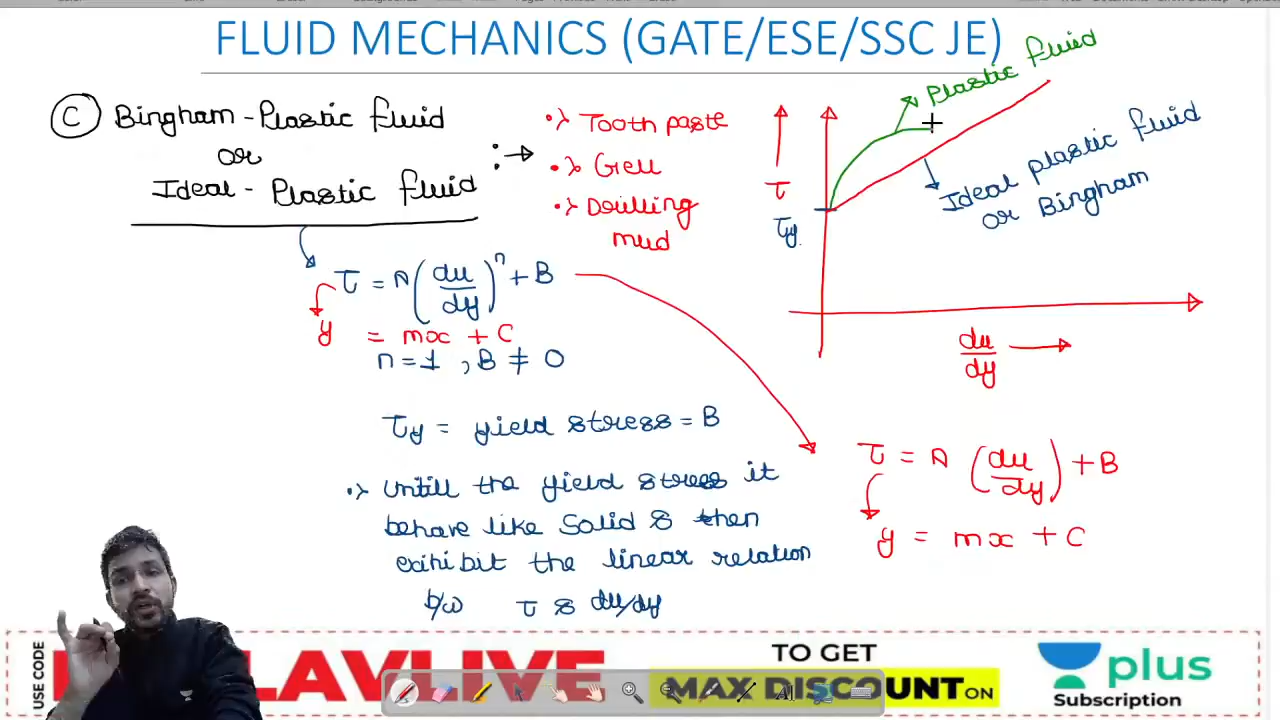 FLUID MECHANICS (GATE/ESE/SSC JE)
C Bingham-Plastic fluid
or
Ideal-Plastic fluid
:→
• Tooth paste
• Gell
• Drilling
mud
τ = A (du/dy)^n + B
y = mx + C
n=1, B ≠ 0
τy = yield stress = B
• Untill the yield stress it
behave like Solid & then
exhibit the linear relation
b/w τ & du/dy
Plastic fluid
τ
τy
Ideal plastic fluid
or Bingham
du/dy →
τ = A (du/dy) + B
y = mx + C
USE CODE
LAVLIVE
TO GET
MAX DISCOUNT ON
plus
Subscription